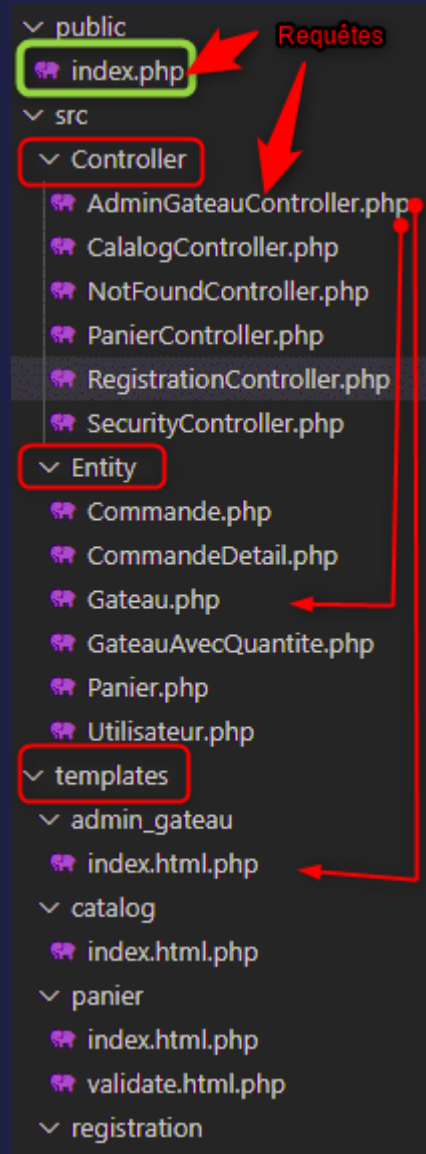 public
Requêtes
index.php
src
Controller
AdminGateauController.php
CalalogController.php
NotFoundController.php
PanierController.php
RegistrationController.php
SecurityController.php
Entity
Commande.php
CommandeDetail.php
Gateau.php
GateauAvecQuantite.php
Panier.php
Utilisateur.php
templates
admin_gateau
index.html.php
catalog
index.html.php
panier
index.html.php
validate.html.php
registration